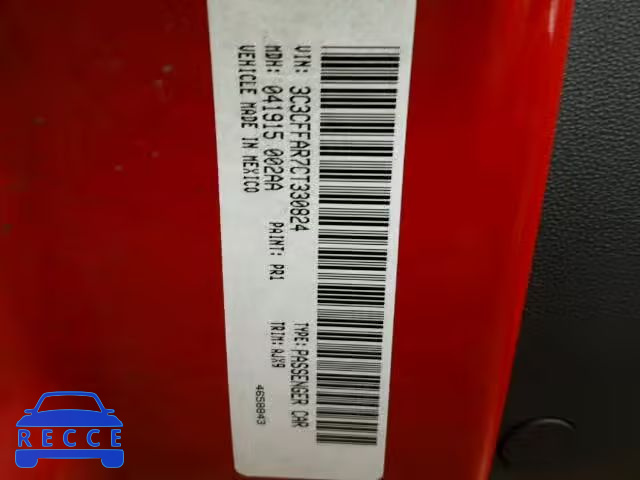 VIN: 3C3CFFAR7CT330824 TYPE: PASSENGER CAR
MDH: 041915 002AA PAINT: PR1 TRIM: AJX9
VEHICLE MADE IN MEXICO
4658843
RECCE